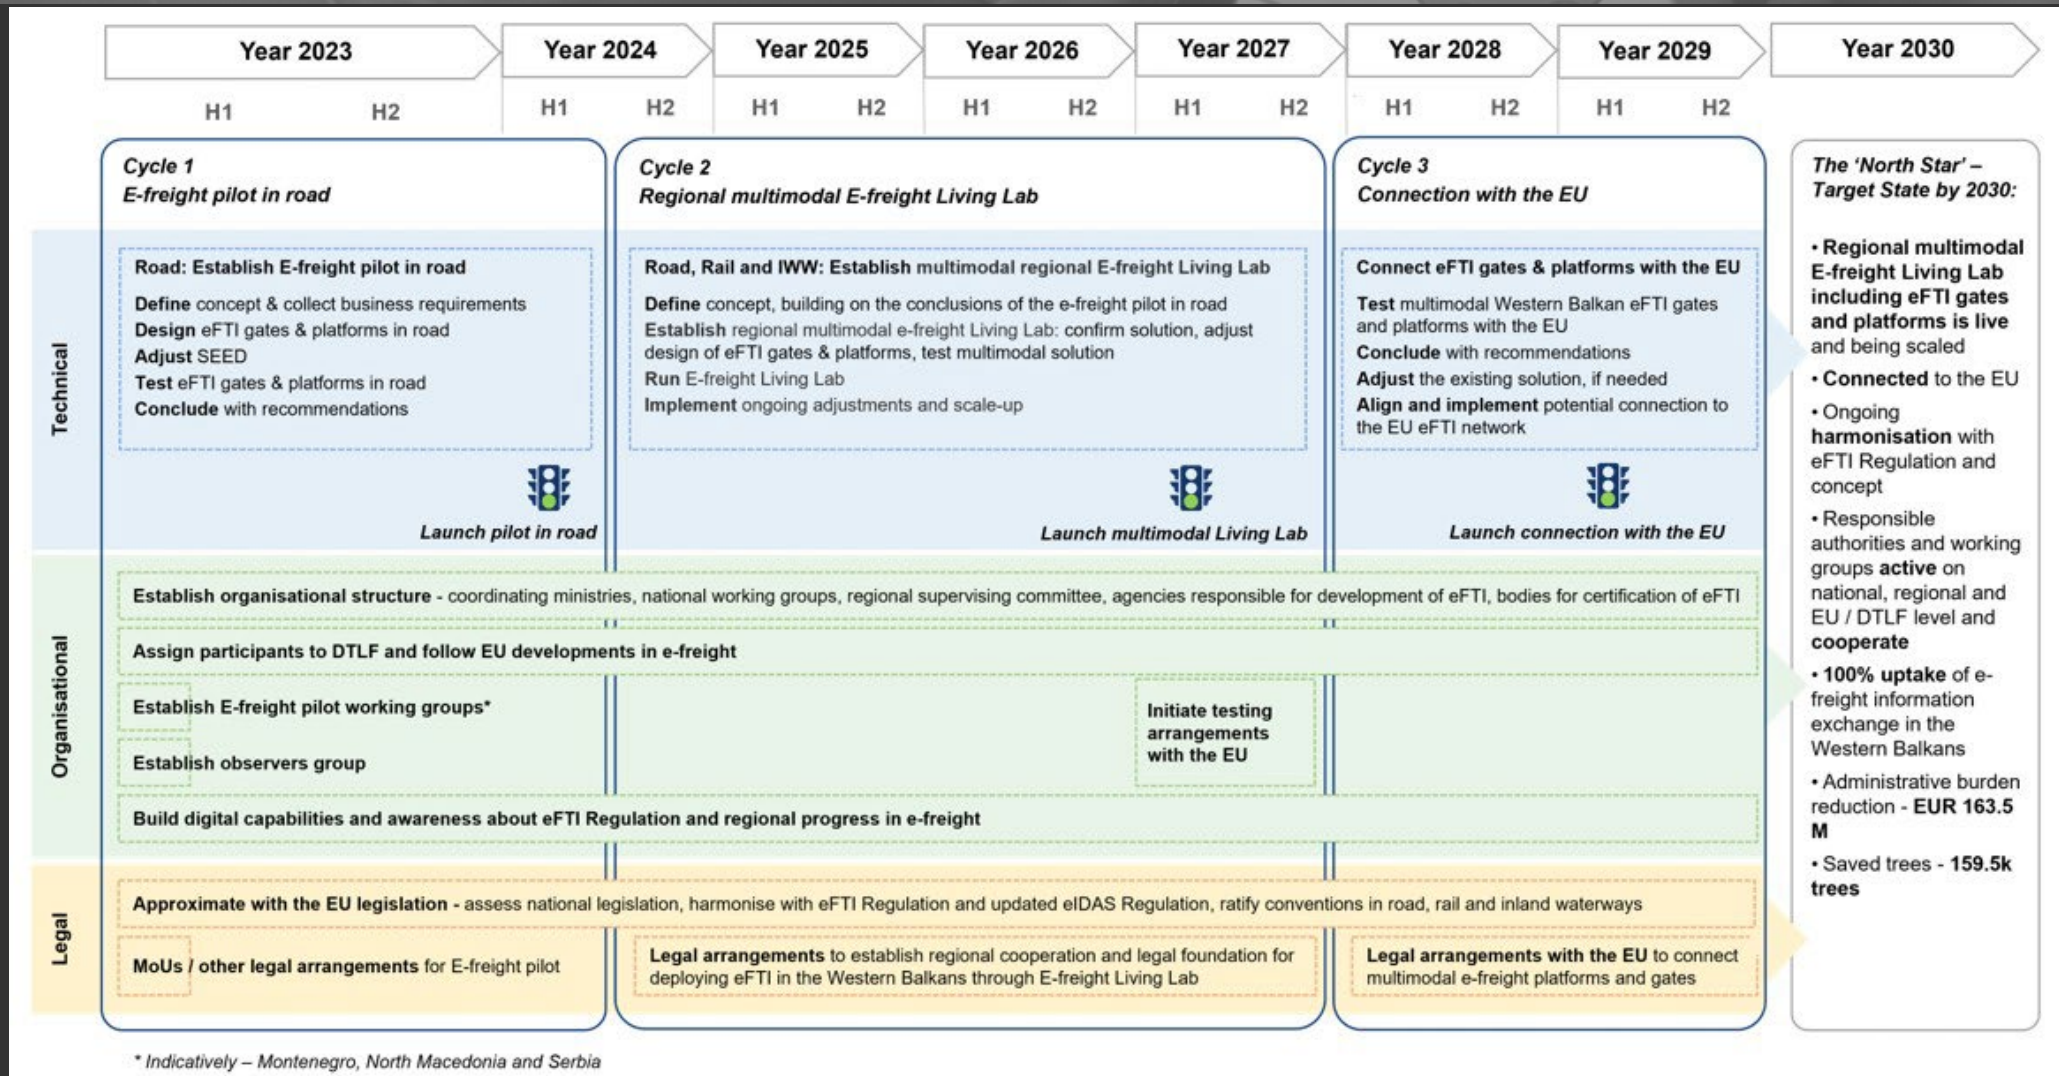 Year 2023
Year 2024
Year 2025
Year 2026
Year 2027
Year 2028
Year 2029
Year 2030
H1
H2
H1
H2
H1
H2
H1
H2
H1
H2
H1
H2
H1
H2
Cycle 1
E-freight pilot in road
Cycle 2
Regional multimodal E-freight Living Lab
Cycle 3
Connection with the EU
Technical
Road: Establish E-freight pilot in road
Define concept & collect business requirements
Design eFTI gates & platforms in road
Adjust SEED
Test eFTI gates & platforms in road
Conclude with recommendations
Launch pilot in road
Road, Rail and IWW: Establish multimodal regional E-freight Living Lab
Define concept, building on the conclusions of the e-freight pilot in road
Establish regional multimodal e-freight Living Lab: confirm solution, adjust
design of eFTI gates & platforms, test multimodal solution
Run E-freight Living Lab
Implement ongoing adjustments and scale-up
Launch multimodal Living Lab
Connect eFTI gates & platforms with the EU
Test multimodal Western Balkan eFTI gates
and platforms with the EU
Conclude with recommendations
Adjust the existing solution, if needed
Align and implement potential connection to
the EU eFTI network
Launch connection with the EU
Organisational
Establish organisational structure - coordinating ministries, national working groups, regional supervising committee, agencies responsible for development of eFTI, bodies for certification of eFTI
Assign participants to DTLF and follow EU developments in e-freight
Establish E-freight pilot working groups*
Establish observers group
Initiate testing
arrangements
with the EU
Build digital capabilities and awareness about eFTI Regulation and regional progress in e-freight
Legal
Approximate with the EU legislation - assess national legislation, harmonise with eFTI Regulation and updated eIDAS Regulation, ratify conventions in road, rail and inland waterways
MoUs / other legal arrangements for E-freight pilot
Legal arrangements to establish regional cooperation and legal foundation for
deploying eFTI in the Western Balkans through E-freight Living Lab
Legal arrangements with the EU to connect
multimodal e-freight platforms and gates
The ‘North Star’ –
Target State by 2030:
• Regional multimodal
E-freight Living Lab
including eFTI gates
and platforms is live
and being scaled
• Connected to the EU
• Ongoing
harmonisation with
eFTI Regulation and
concept
• Responsible
authorities and working
groups active on
national, regional and
EU / DTLF level and
cooperate
• 100% uptake of e-
freight information
exchange in the
Western Balkans
• Administrative burden
reduction - EUR 163.5
M
• Saved trees - 159.5k
trees
* Indicatively – Montenegro, North Macedonia and Serbia